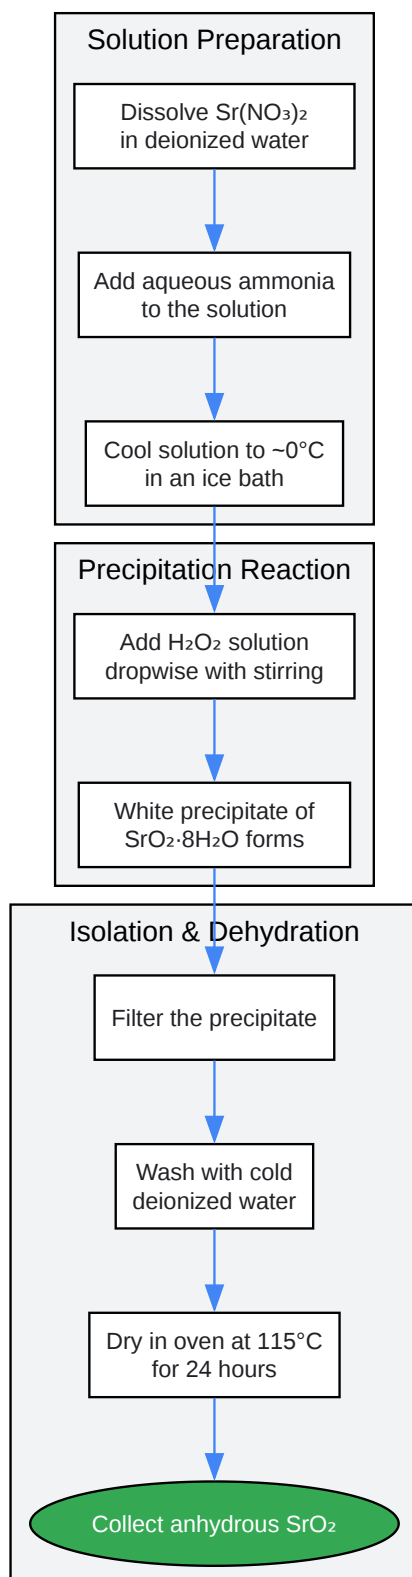 Solution Preparation
Dissolve Sr(NO₃)₂
in deionized water
Add aqueous ammonia
to the solution
Cool solution to ~0°C
in an ice bath
Precipitation Reaction
Add H₂O₂ solution
dropwise with stirring
White precipitate of
SrO₂·8H₂O forms
Isolation & Dehydration
Filter the precipitate
Wash with cold
deionized water
Dry in oven at 115°C
for 24 hours
Collect anhydrous SrO₂